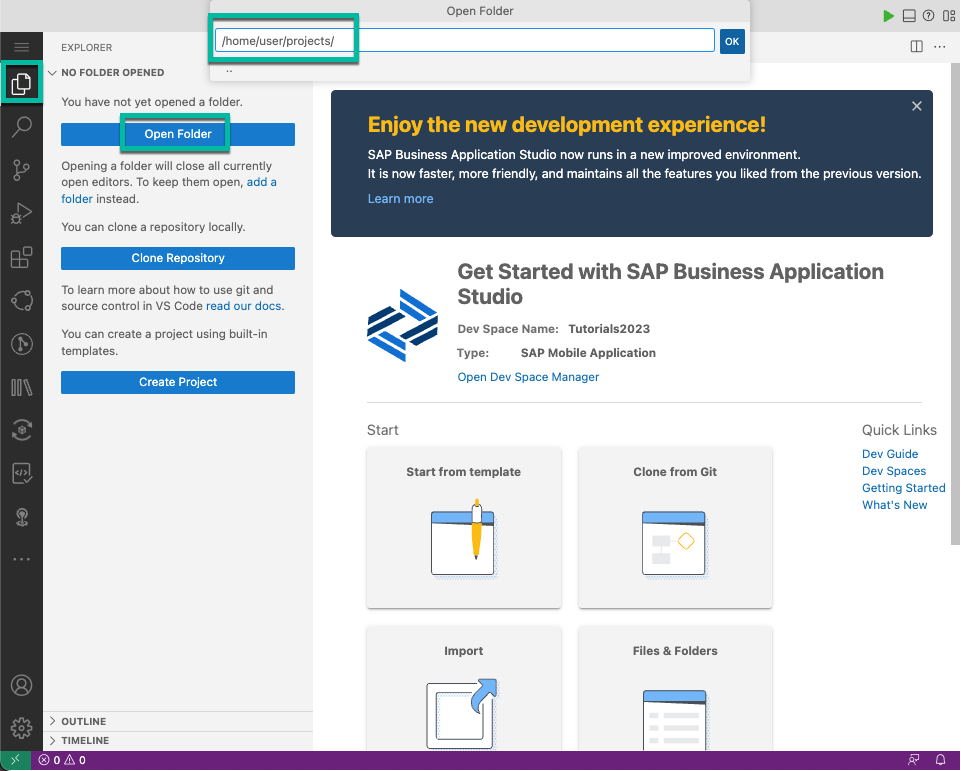 Open Folder
/home/user/projects/
OK
..
EXPLORER
NO FOLDER OPENED
You have not yet opened a folder.
Open Folder
Opening a folder will close all currently
open editors. To keep them open, add a
folder instead.
You can clone a repository locally.
Clone Repository
To learn more about how to use git and
source control in VS Code read our docs.
You can create a project using built-in
templates.
Create Project
OUTLINE
TIMELINE
Enjoy the new development experience!
SAP Business Application Studio now runs in a new improved environment.
It is now faster, more friendly, and maintains all the features you liked from the previous version.
Learn more
Get Started with SAP Business Application
Studio
Dev Space Name: Tutorials2023
Type: SAP Mobile Application
Open Dev Space Manager
Start
Start from template
Clone from Git
Import
Files & Folders
Quick Links
Dev Guide
Dev Spaces
Getting Started
What's New
0 0